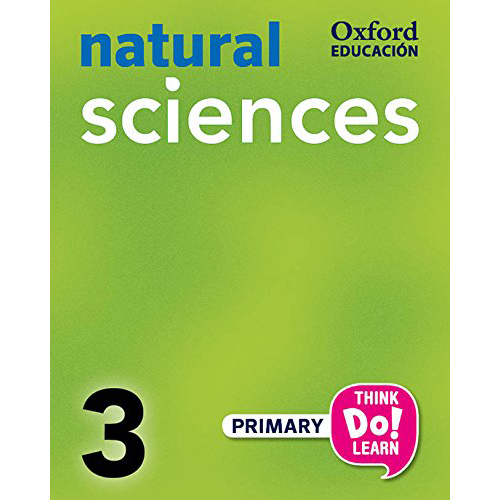 natural
Oxford
EDUCACIÓN
sciences
3
PRIMARY
THINK
Do!
LEARN